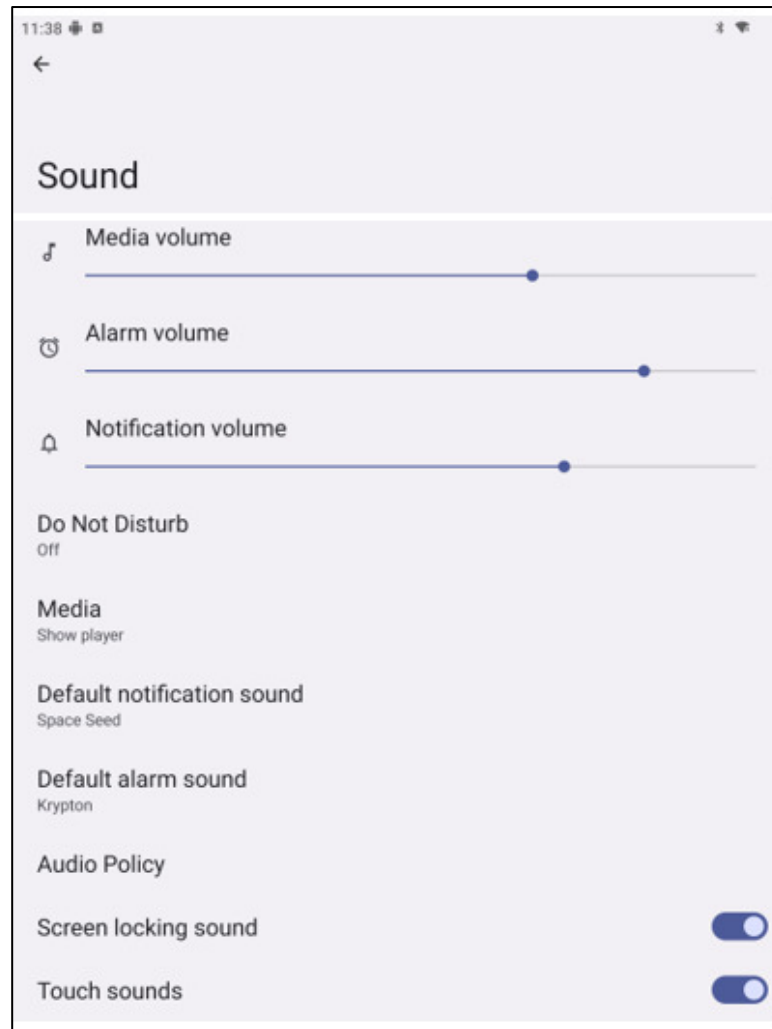 11:38
Sound
Media volume
Alarm volume
Notification volume
Do Not Disturb
Off
Media
Show player
Default notification sound
Space Seed
Default alarm sound
Krypton
Audio Policy
Screen locking sound
Touch sounds